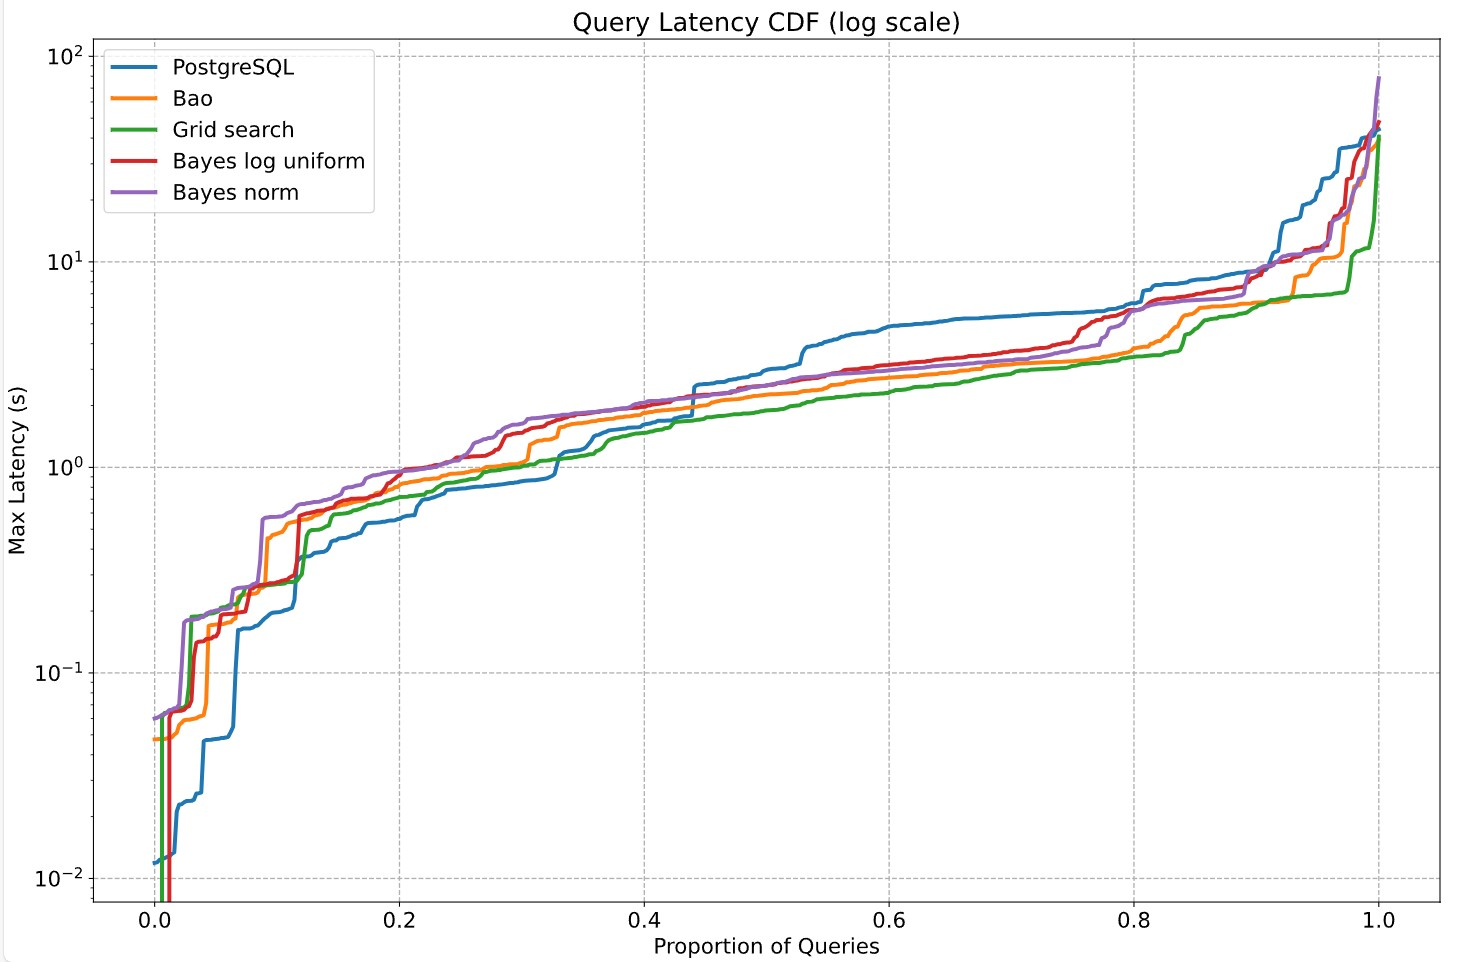 Query Latency CDF (log scale)
PostgreSQL
Bao
Grid search
Bayes log uniform
Bayes norm
Max Latency (s)
10²
10¹
10⁰
10⁻¹
10⁻²
0.0 0.2 0.4 0.6 0.8 1.0
Proportion of Queries